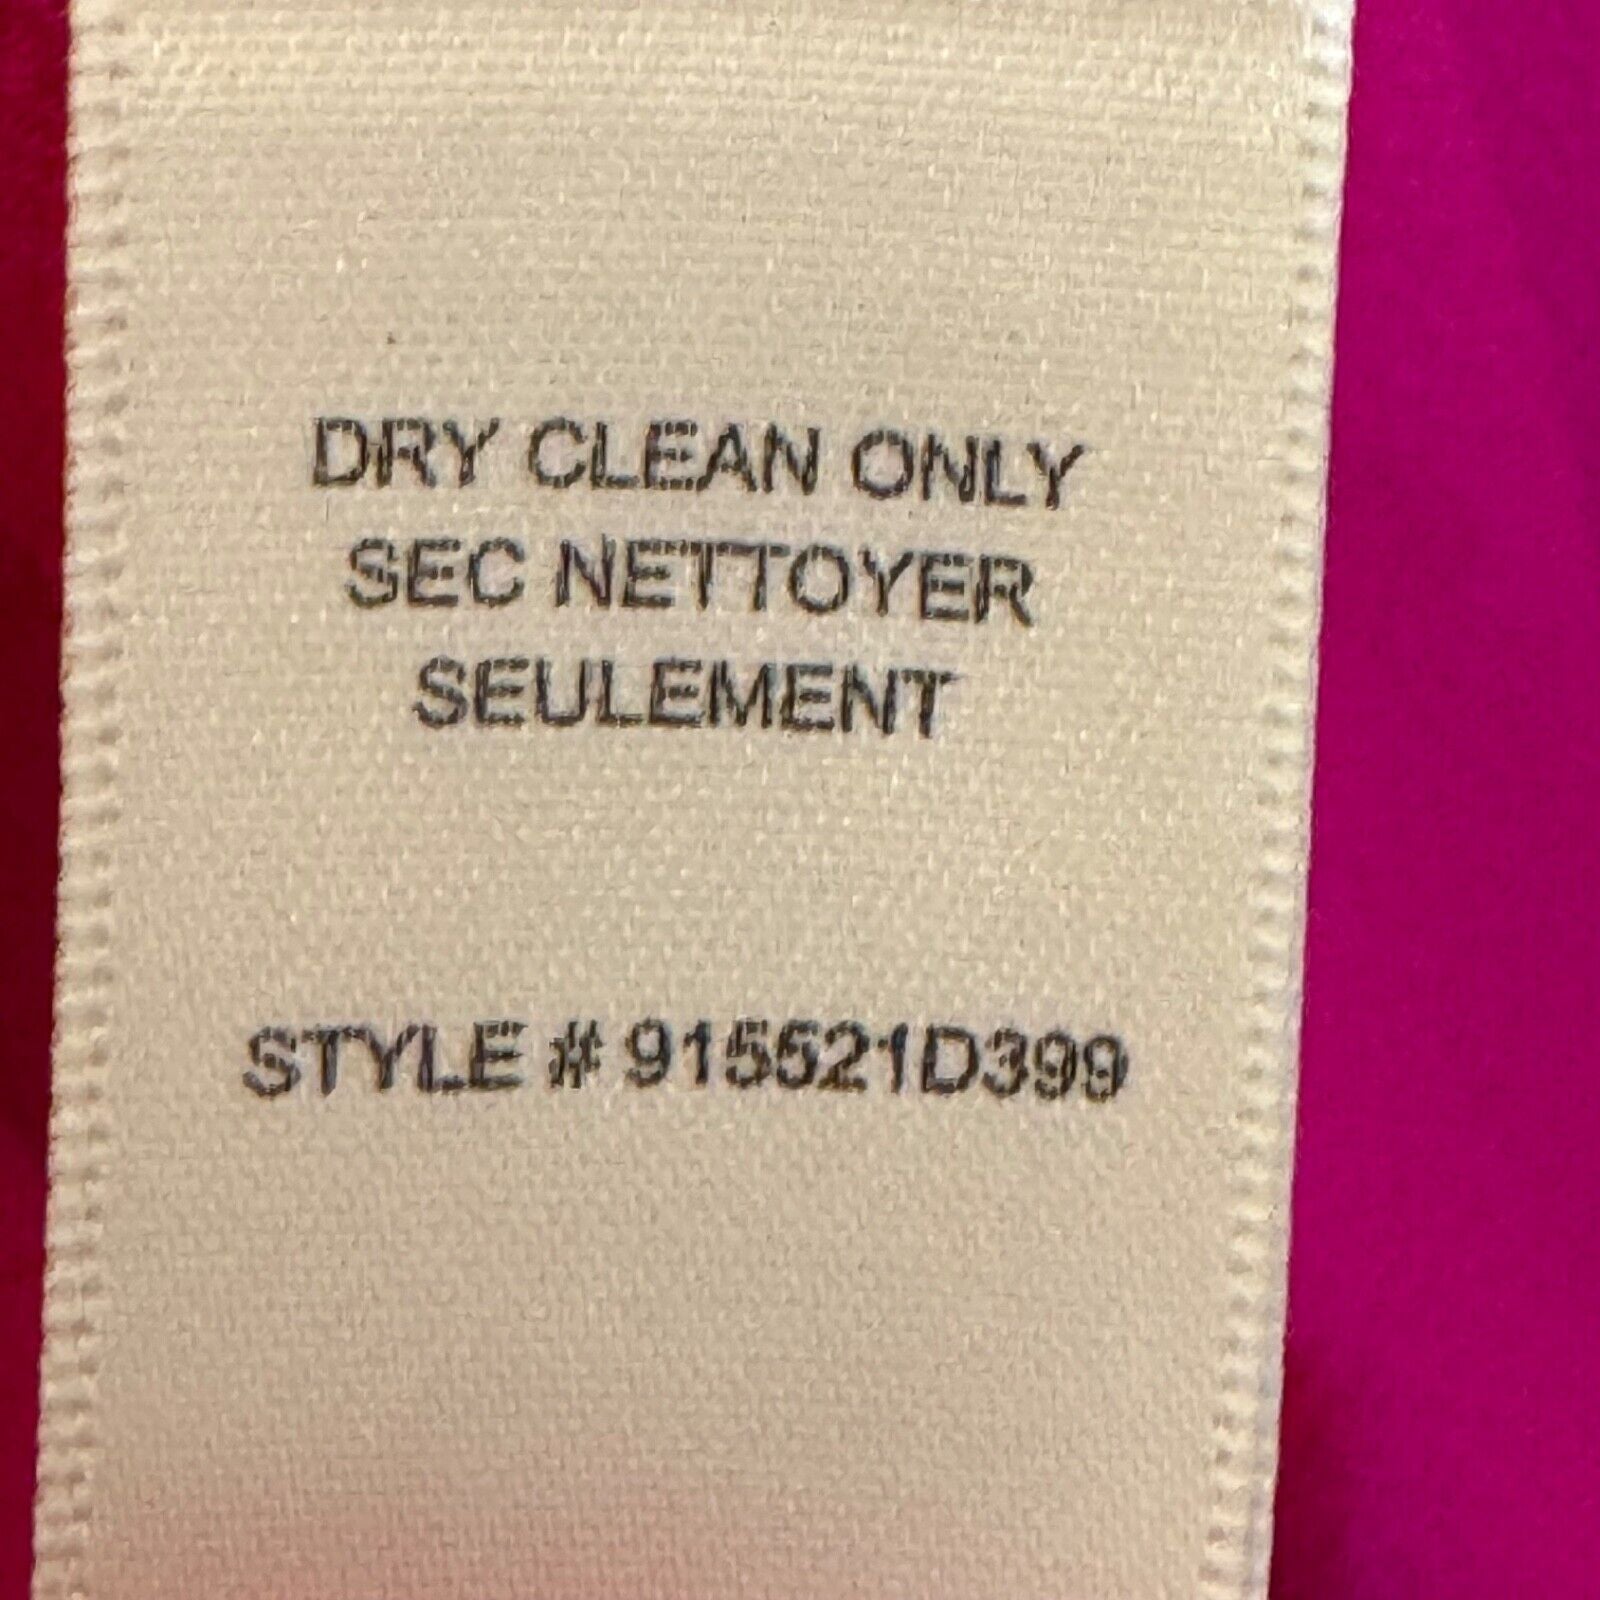 DRY CLEAN ONLY
SEC NETTOYER
SEULEMENT
STYLE # 915521D399